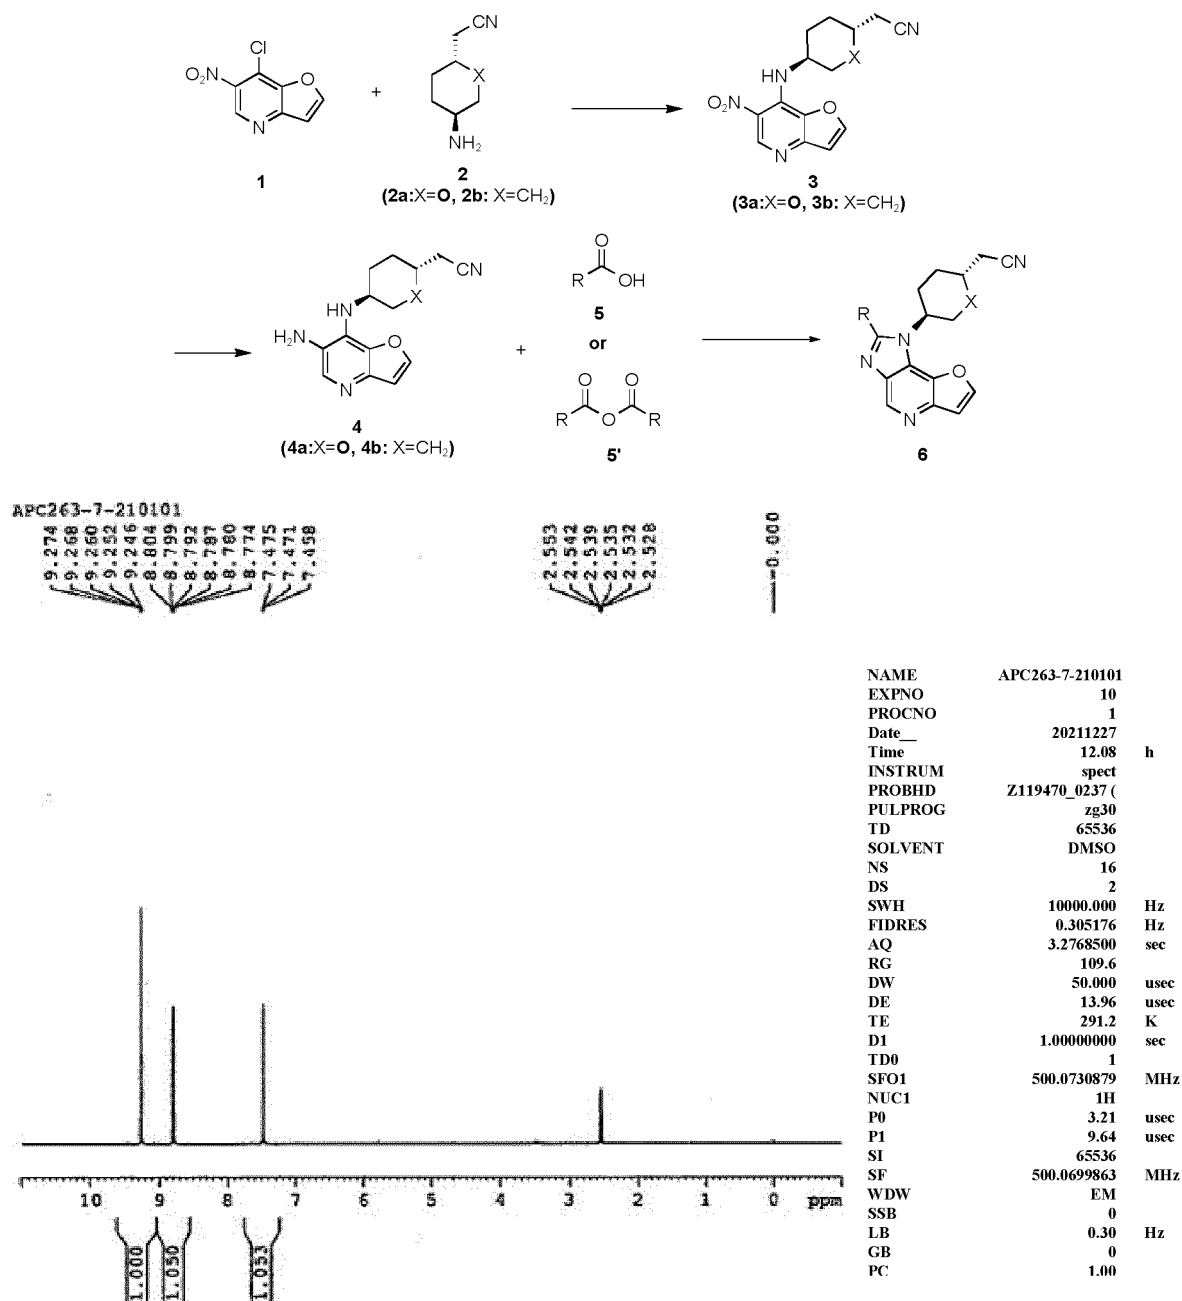 Cl
O₂N
O
N
1
+
CN
X
NH₂
2
(2a:X=O, 2b: X=CH₂)
CN
X
HN
O₂N
O
N
3
(3a:X=O, 3b: X=CH₂)
CN
X
HN
H₂N
O
N
4
(4a:X=O, 4b: X=CH₂)
+
O
R
OH
5
or
O
O
R
O
R
5'
CN
X
R
N
N
O
N
6
APC263-7-210101
9.274
9.268
9.260
9.252
9.246
8.804
8.799
8.792
8.787
8.780
8.774
7.475
7.471
7.458
2.553
2.542
2.539
2.535
2.532
2.528
-0.000
NAME APC263-7-210101
EXPNO 10
PROCNO 1
Date__ 20211227
Time 12.08 h
INSTRUM spect
PROBHD Z119470_0237 (
PULPROG zg30
TD 65536
SOLVENT DMSO
NS 16
DS 2
SWH 10000.000 Hz
FIDRES 0.305176 Hz
AQ 3.2768500 sec
RG 109.6
DW 50.000 usec
DE 13.96 usec
TE 291.2 K
D1 1.00000000 sec
TD0 1
SFO1 500.0730879 MHz
NUC1 1H
P0 3.21 usec
P1 9.64 usec
SI 65536
SF 500.0699863 MHz
WDW EM
SSB 0
LB 0.30 Hz
GB 0
PC 1.00
10 9 8 7 6 5 4 3 2 1 0 ppm
1.000
1.050
1.053